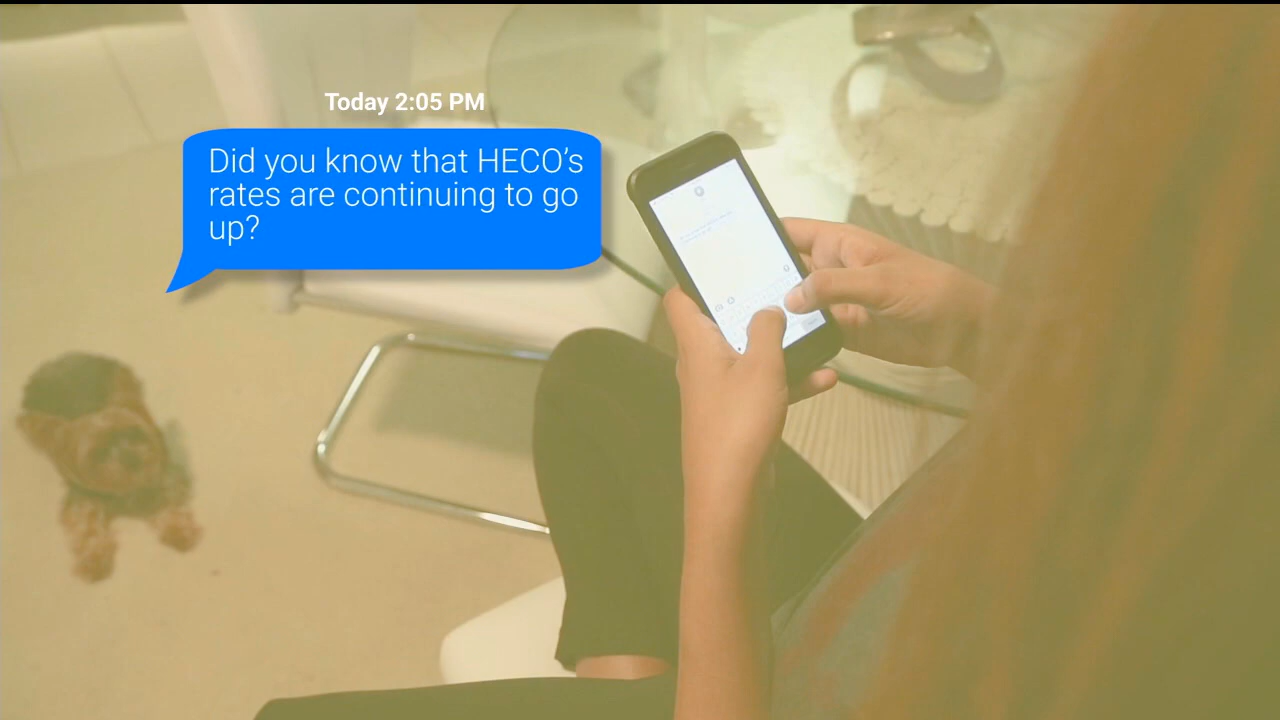 Today 2:05 PM
Did you know that HECO’s
rates are continuing to go
up?